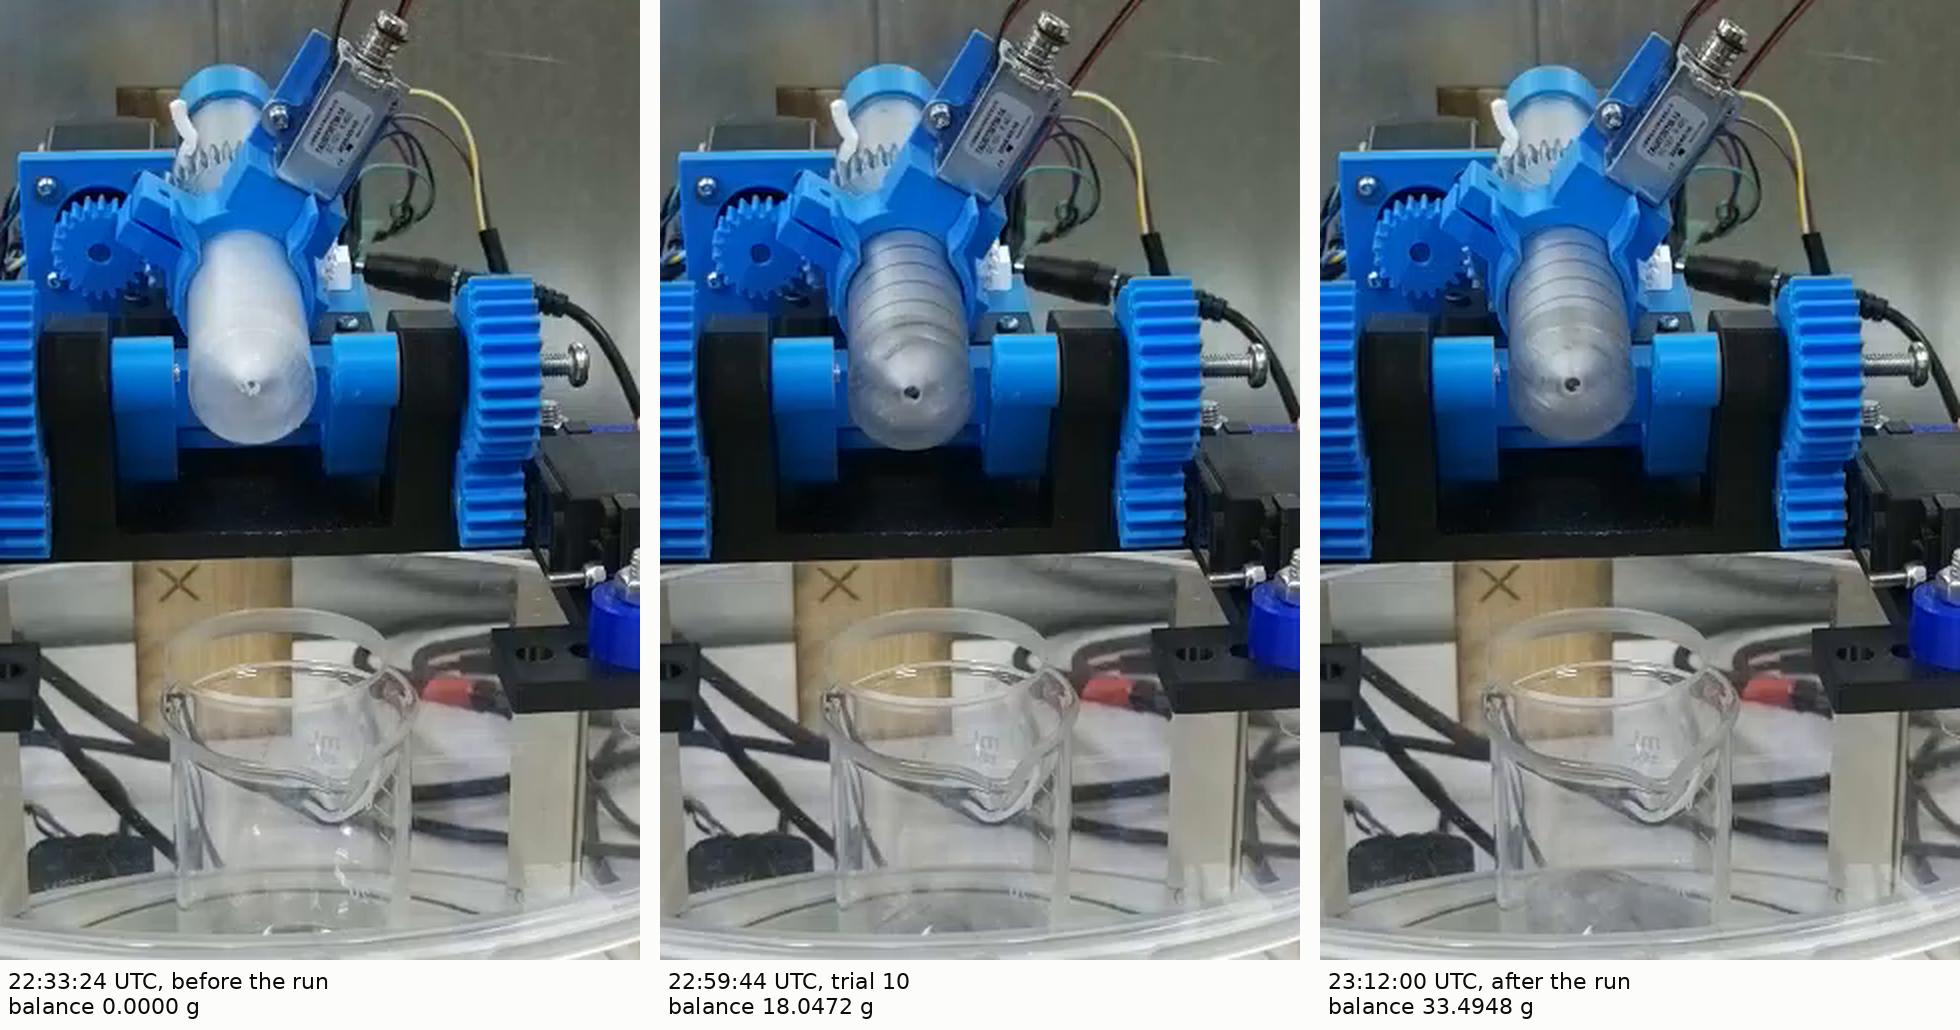 22:33:24 UTC, before the run
balance 0.0000 g
22:59:44 UTC, trial 10
balance 18.0472 g
23:12:00 UTC, after the run
balance 33.4948 g